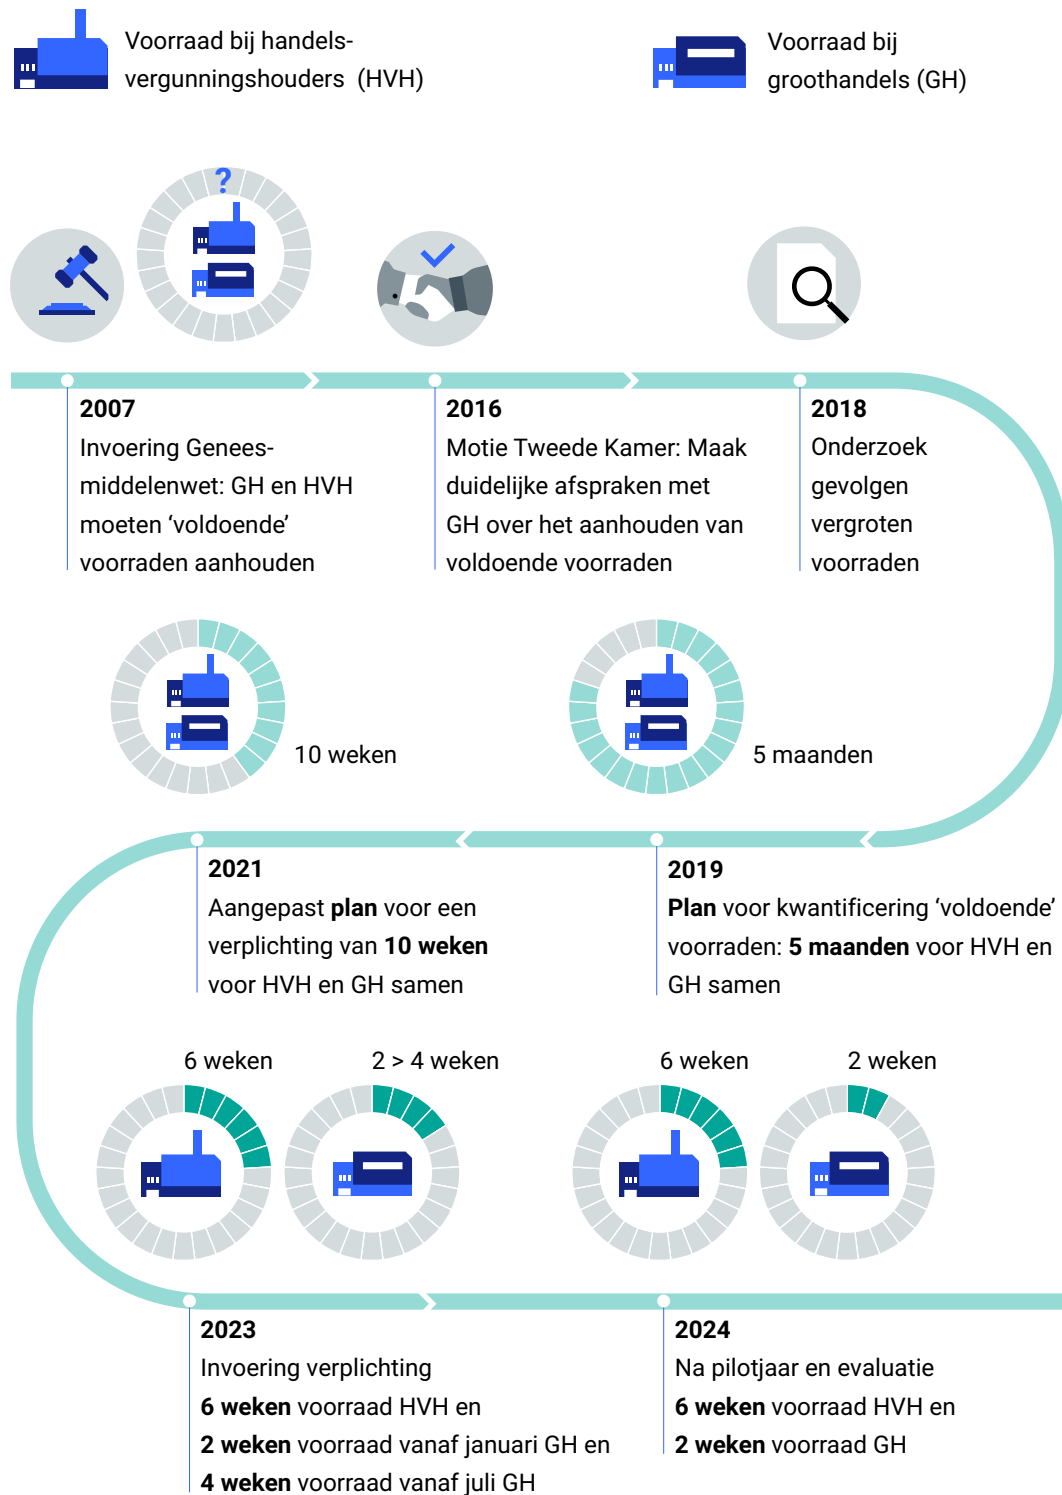 Voorraad bij handels-
vergunningshouders (HVH)
Voorraad bij
groothandels (GH)
?
2007
Invoering Genees-
middelenwet: GH en HVH
moeten ‘voldoende’
voorraden aanhouden
2016
Motie Tweede Kamer: Maak
duidelijke afspraken met
GH over het aanhouden van
voldoende voorraden
2018
Onderzoek
gevolgen
vergroten
voorraden
10 weken
5 maanden
2021
Aangepast plan voor een
verplichting van 10 weken
voor HVH en GH samen
2019
Plan voor kwantificering ‘voldoende’
voorraden: 5 maanden voor HVH en
GH samen
6 weken
2 > 4 weken
6 weken
2 weken
2023
Invoering verplichting
6 weken voorraad HVH en
2 weken voorraad vanaf januari GH en
4 weken voorraad vanaf juli GH
2024
Na pilotjaar en evaluatie
6 weken voorraad HVH en
2 weken voorraad GH